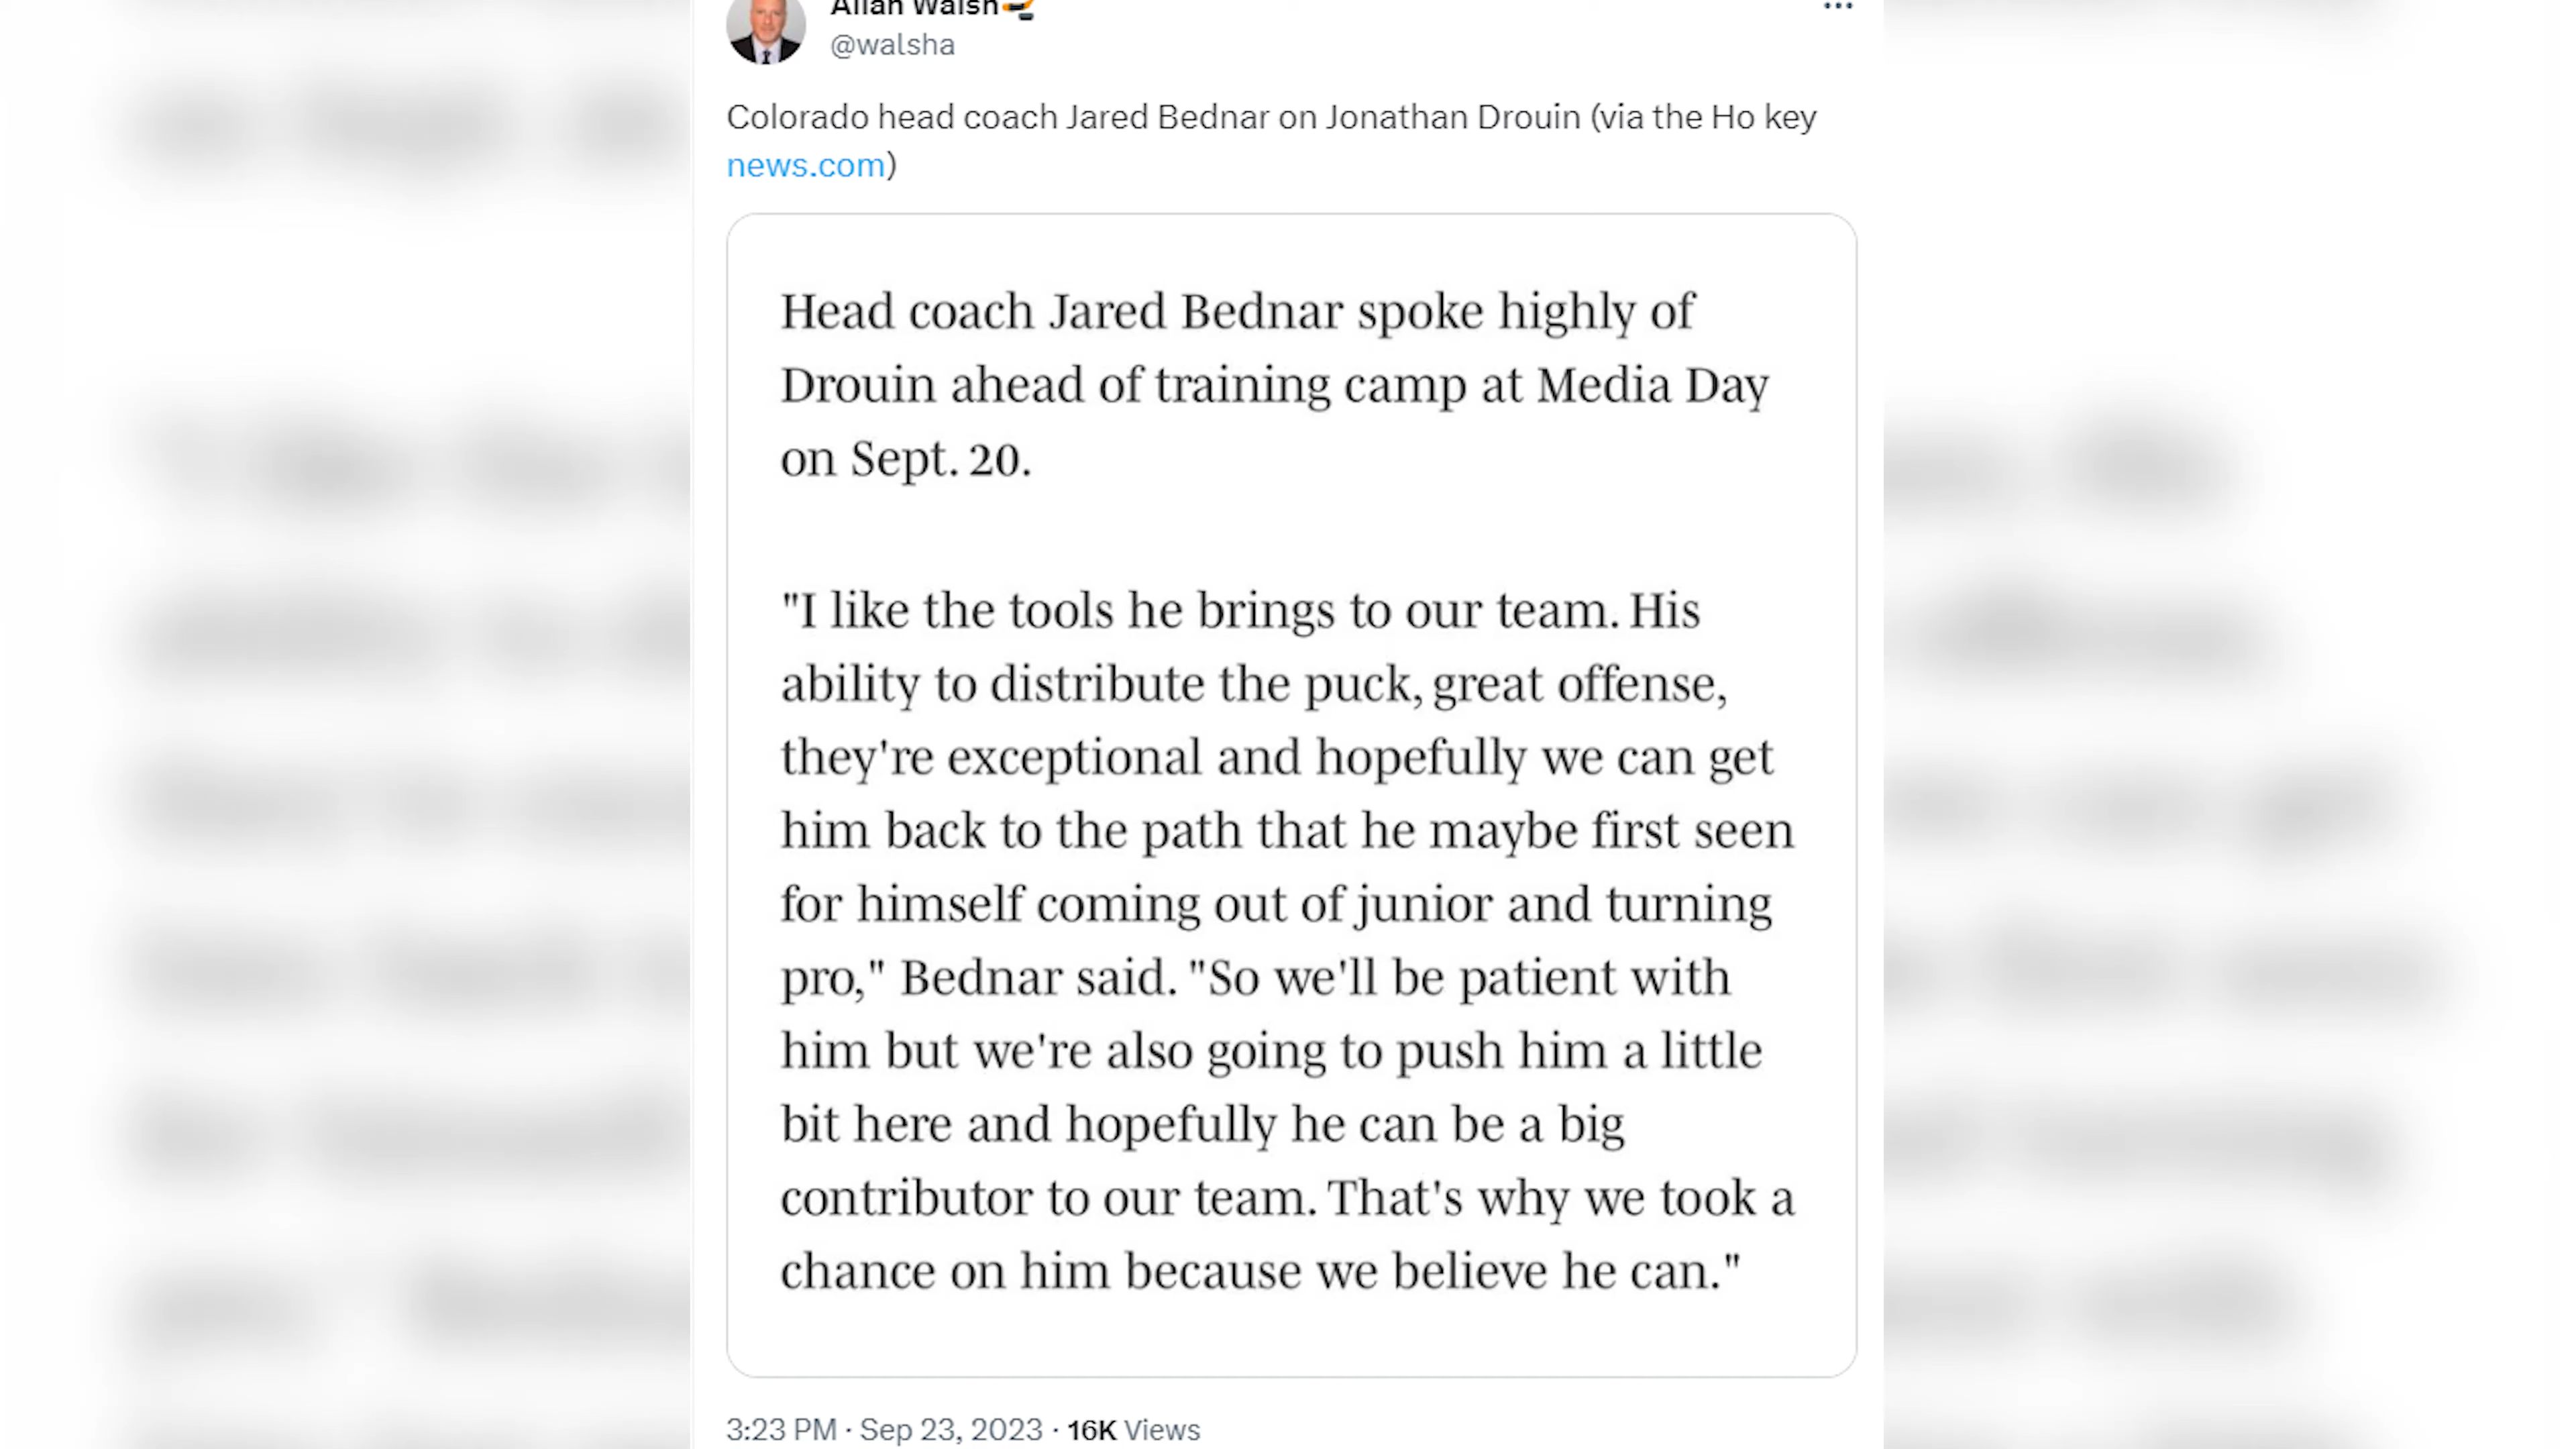 Allan Walsh
@walsha
Colorado head coach Jared Bednar on Jonathan Drouin (via the Ho key
news.com)
Head coach Jared Bednar spoke highly of
Drouin ahead of training camp at Media Day
on Sept. 20.
"I like the tools he brings to our team. His
ability to distribute the puck, great offense,
they're exceptional and hopefully we can get
him back to the path that he maybe first seen
for himself coming out of junior and turning
pro," Bednar said. "So we'll be patient with
him but we're also going to push him a little
bit here and hopefully he can be a big
contributor to our team. That's why we took a
chance on him because we believe he can."
3:23 PM · Sep 23, 2023 · 16K Views